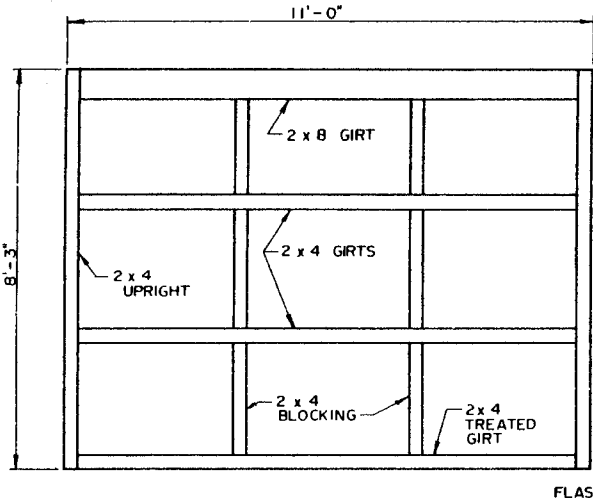 11'-0"
2 x 8 GIRT
8'-3"
2 x 4 GIRTS
2 x 4
UPRIGHT
2 x 4
BLOCKING
2x 4
TREATED
GIRT
FLAS